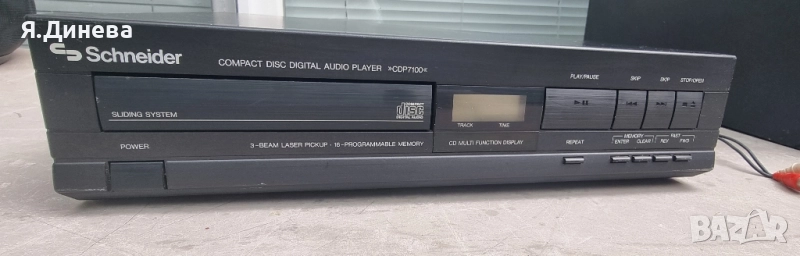 Я.Динева
Schneider
COMPACT DISC DIGITAL AUDIO PLAYER »CDP7100«
PLAY/PAUSE SKIP SKIP STOP/OPEN
COMPACT
DISC
DIGITAL AUDIO
SLIDING SYSTEM
TRACK TIME
POWER
3-BEAM LASER PICKUP · 16-PROGRAMMABLE MEMORY
CD MULTI FUNCTION DISPLAY
REPEAT
MEMORY
ENTER CLEAR
FAST
REV FWD
BAZAR